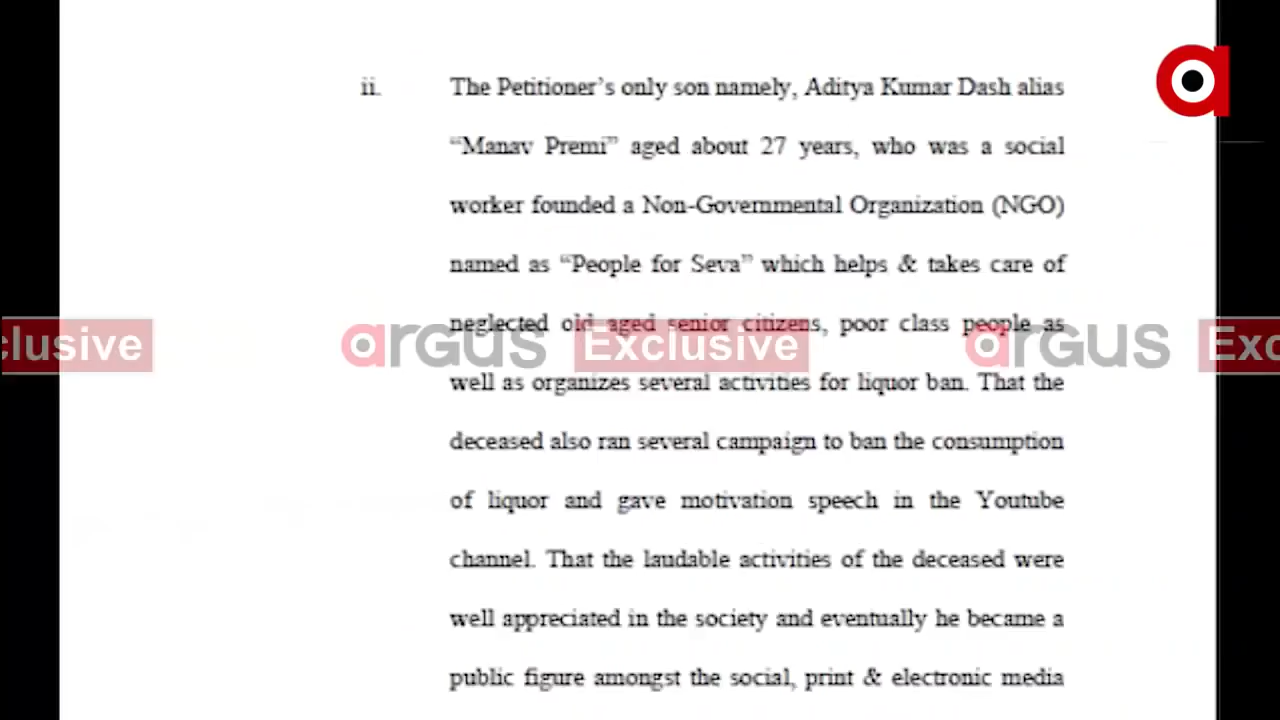 ii. The Petitioner's only son namely, Aditya Kumar Dash alias
“Manav Premi” aged about 27 years, who was a social
worker founded a Non-Governmental Organization (NGO)
named as “People for Seva” which helps & takes care of
neglected old aged senior citizens, poor class people as
clusive argus Exclusive argus Exc
well as organizes several activities for liquor ban. That the
deceased also ran several campaign to ban the consumption
of liquor and gave motivation speech in the Youtube
channel. That the laudable activities of the deceased were
well appreciated in the society and eventually he became a
public figure amongst the social, print & electronic media